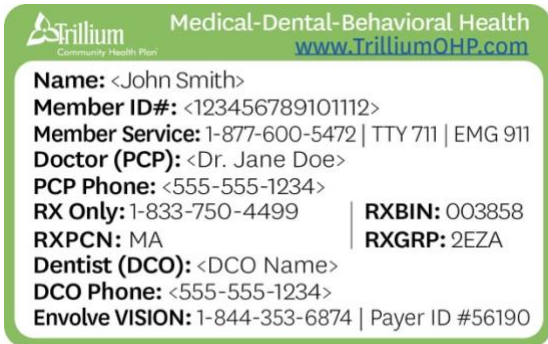 Trillium
Community Health Plan
Medical-Dental-Behavioral Health
www.TrilliumOHP.com
Name: <John Smith>
Member ID#: <123456789101112>
Member Service: 1-877-600-5472 | TTY 711 | EMG 911
Doctor (PCP): <Dr. Jane Doe>
PCP Phone: <555-555-1234>
RX Only: 1-833-750-4499 | RXBIN: 003858
RXPCN: MA | RXGRP: 2EZA
Dentist (DCO): <DCO Name>
DCO Phone: <555-555-1234>
Envolve VISION: 1-844-353-6874 | Payer ID #56190